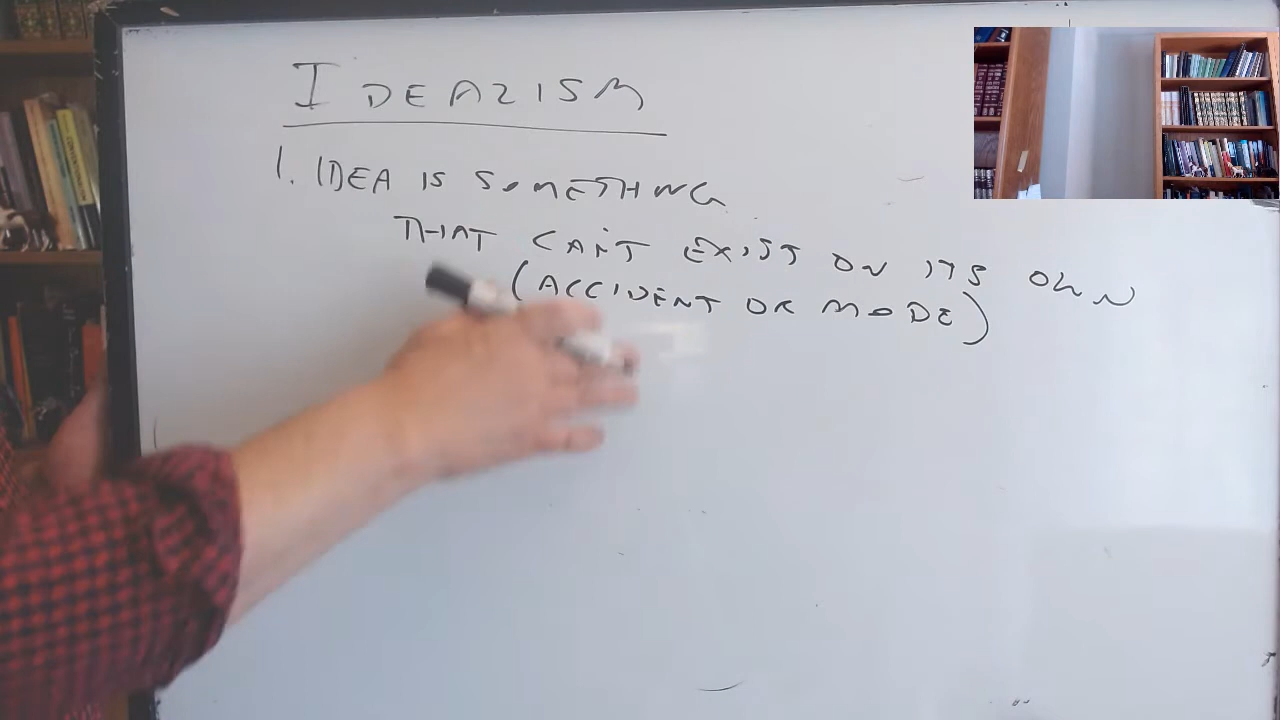 IDEALISM
1. IDEA IS SOMETHING
THAT CAN'T EXIST ON ITS OWN
(ACCIDENT OR MODE)